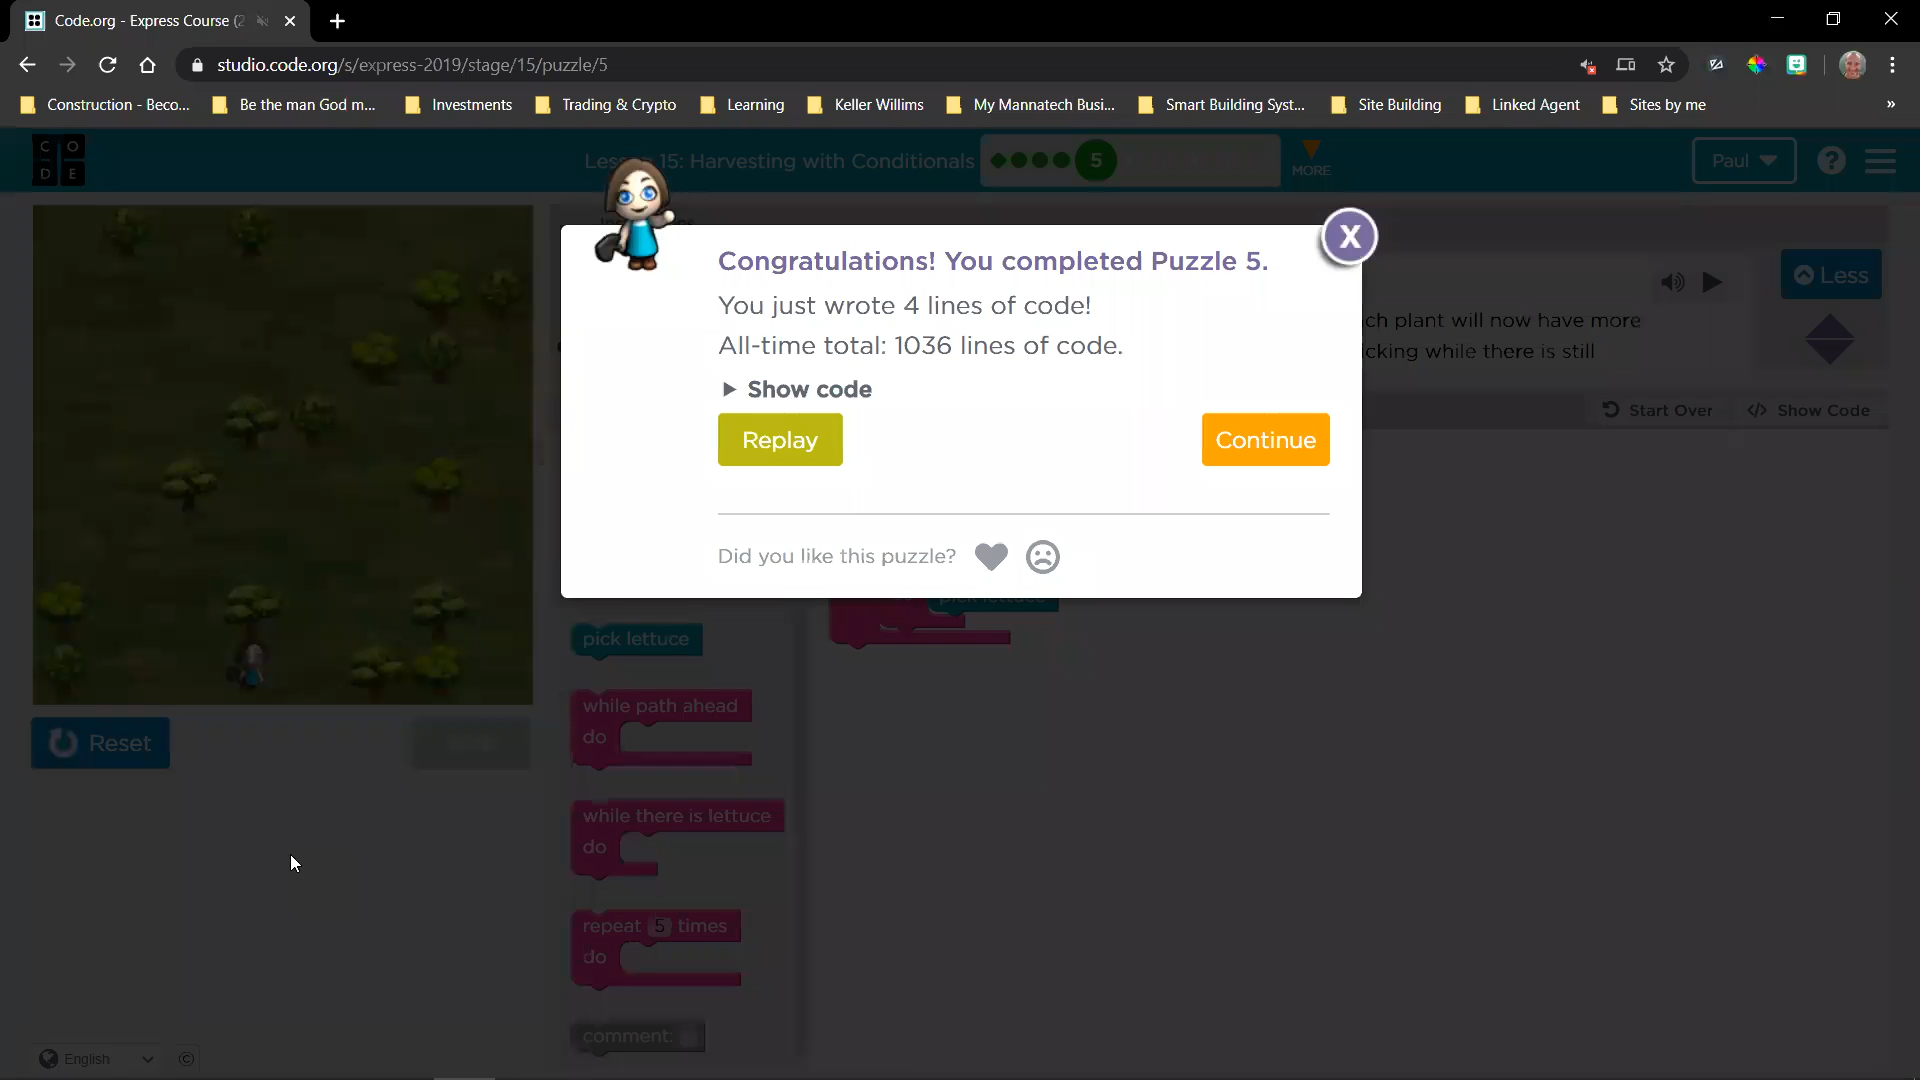 Code.org - Express Course (2
studio.code.org/s/express-2019/stage/15/puzzle/5
Construction - Beco...
Be the man God m...
Investments
Trading & Crypto
Learning
Keller Willims
My Mannatech Busi...
Smart Building Syst...
Site Building
Linked Agent
Sites by me
»
C O
D E
Lesson 15: Harvesting with Conditionals
5
MORE
Paul
?
Congratulations! You completed Puzzle 5.
X
You just wrote 4 lines of code!
All-time total: 1036 lines of code.
Show code
Replay
Continue
Did you like this puzzle?
Less
ch plant will now have more
cking while there is still
Start Over
Show Code
pick lettuce
pick lettuce
while path ahead
do
while there is lettuce
do
repeat 5 times
do
comment:
Reset
English
©